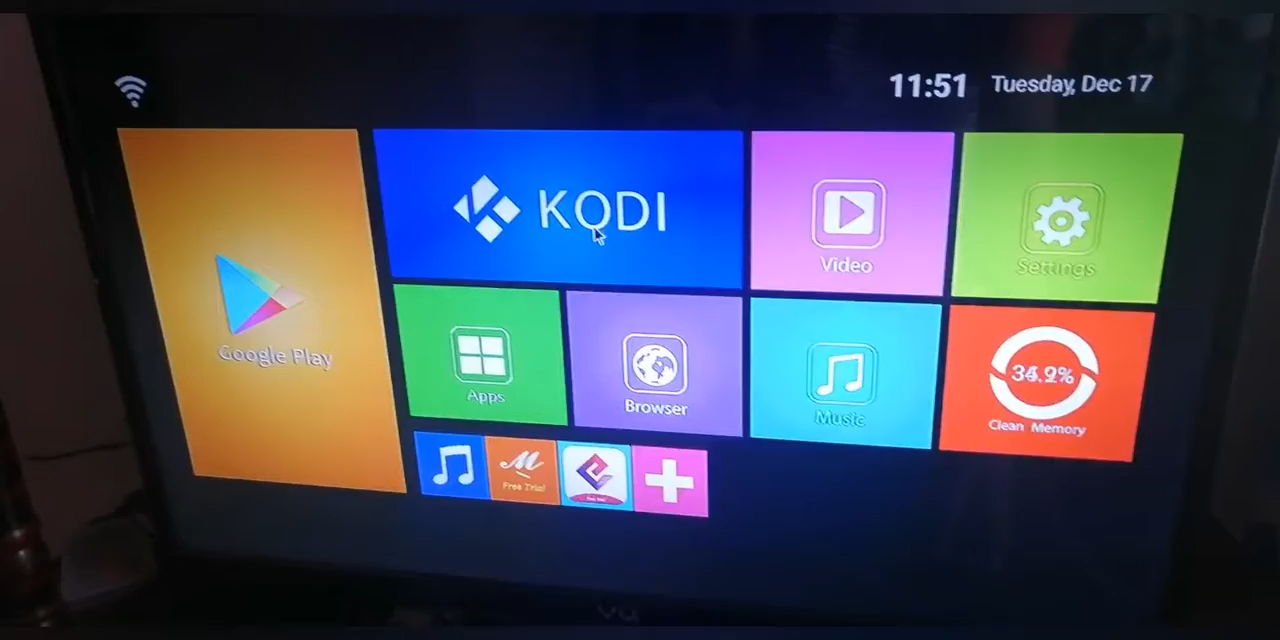 11:51 Tuesday, Dec 17
Google Play
KODI
Video
Settings
Apps
Browser
Music
34.2%
Clean Memory
Free Trial
Vu